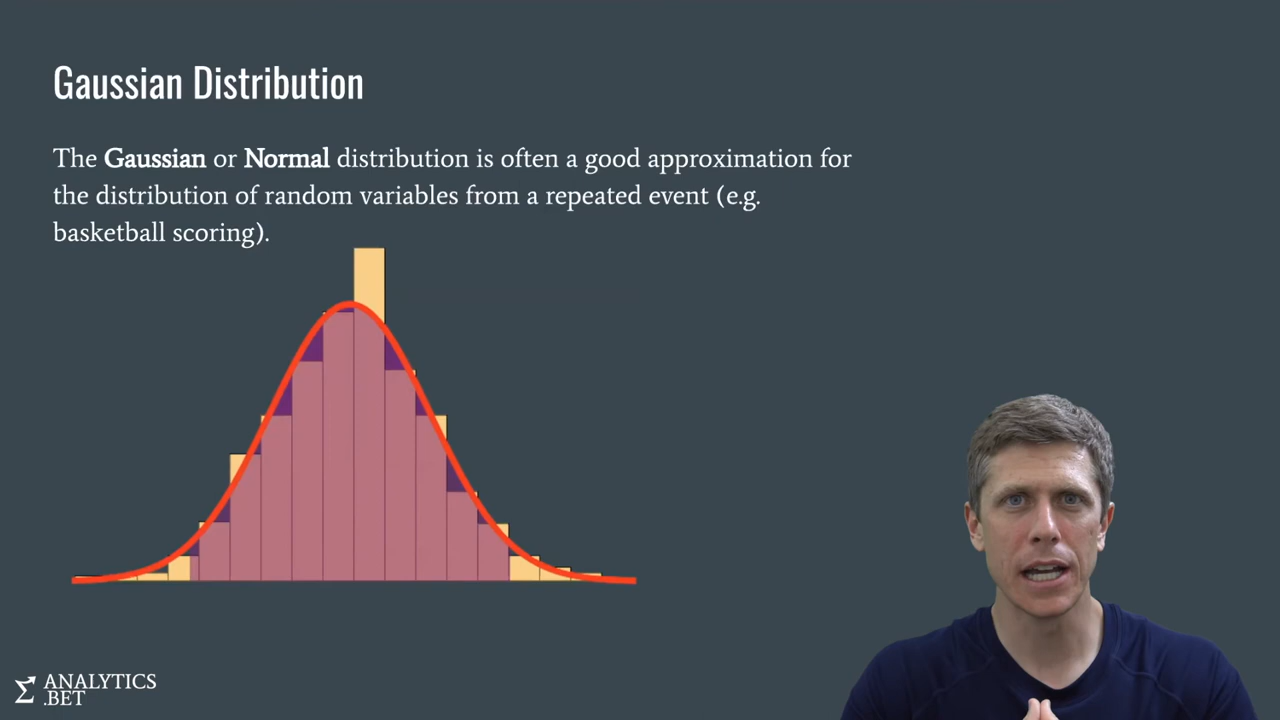 Gaussian Distribution
The Gaussian or Normal distribution is often a good approximation for
the distribution of random variables from a repeated event (e.g.
basketball scoring).
ANALYTICS
.BET